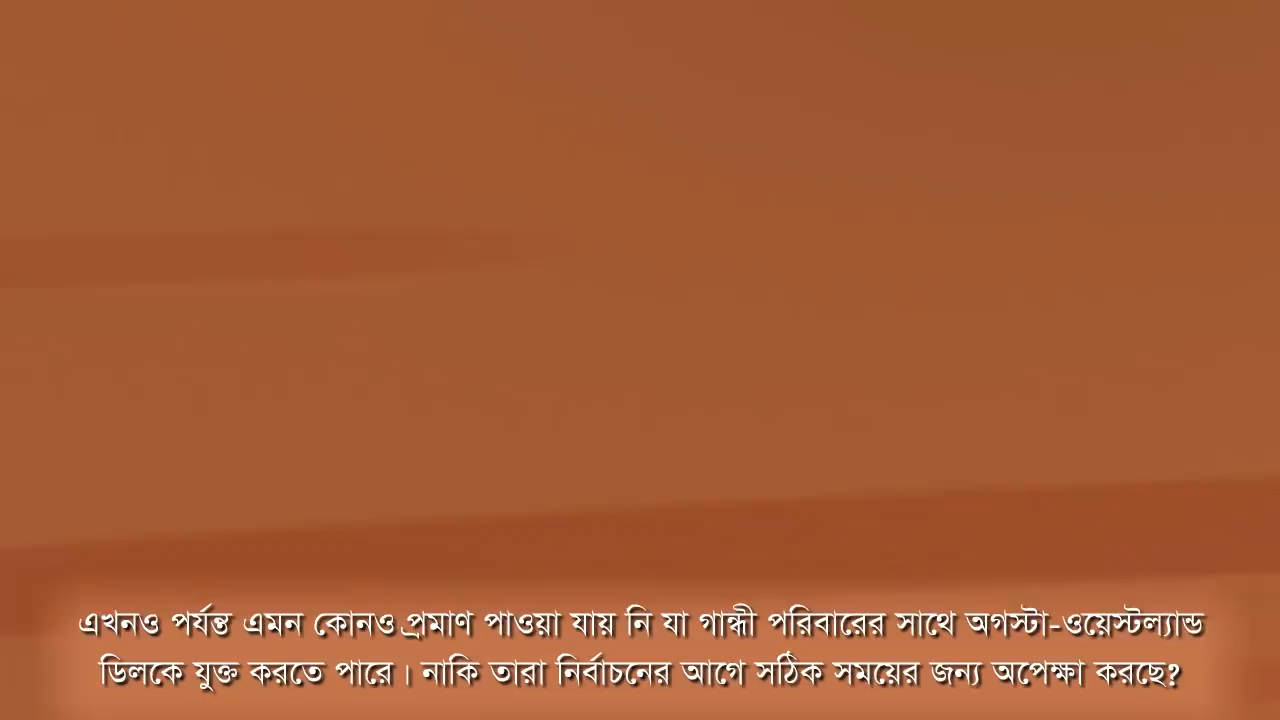 এখনও পর্যন্ত এমন কোনও প্রমাণ পাওয়া যায় নি যা গান্ধী পরিবারের সাথে অগস্টা-ওয়েস্টল্যান্ড
ডিলকে যুক্ত করতে পারে। নাকি তারা নির্বাচনের আগে সঠিক সময়ের জন্য অপেক্ষা করছে?